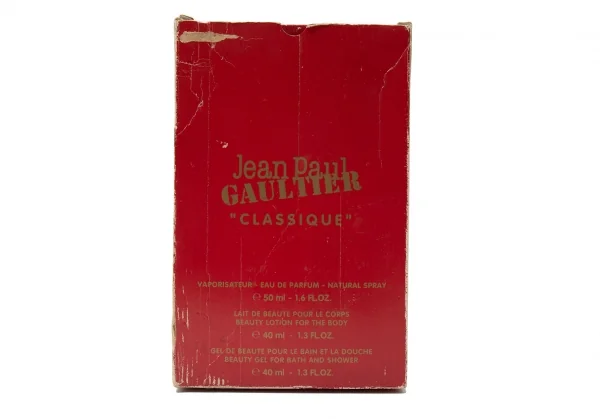 Jean Paul
GAULTIER
"CLASSIQUE"
VAPORISATEUR - EAU DE PARFUM - NATURAL SPRAY
℮ 50 ml - 1.6 FL.OZ.
LAIT DE BEAUTE POUR LE CORPS
BEAUTY LOTION FOR THE BODY
℮ 40 ml - 1.3 FL.OZ.
GEL DE BEAUTE POUR LE BAIN ET LA DOUCHE
BEAUTY GEL FOR BATH AND SHOWER
℮ 40 ml - 1.3 FL.OZ.